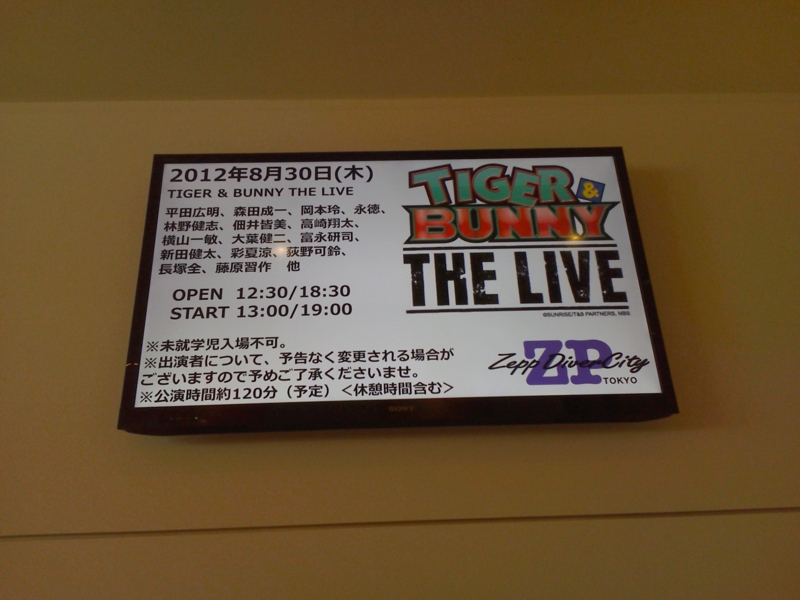 2012年8月30日(木)
TIGER & BUNNY THE LIVE
平田広明、森田成一、岡本玲、永徳、
林野健志、佃井皆美、高崎翔太、
横山一敏、大葉健二、富永研司、
新田健太、彩夏涼、荻野可鈴、
長塚全、藤原習作　他
OPEN 12:30/18:30
START 13:00/19:00
※未就学児入場不可。
※出演者について、予告なく変更される場合が
ございますので予めご了承くださいませ。
※公演時間約120分（予定）＜休憩時間含む＞
TIGER &
BUNNY
THE LIVE
©SUNRISE/T&B PARTNERS, MBS
ZP
Zepp DiverCity
TOKYO
SONY